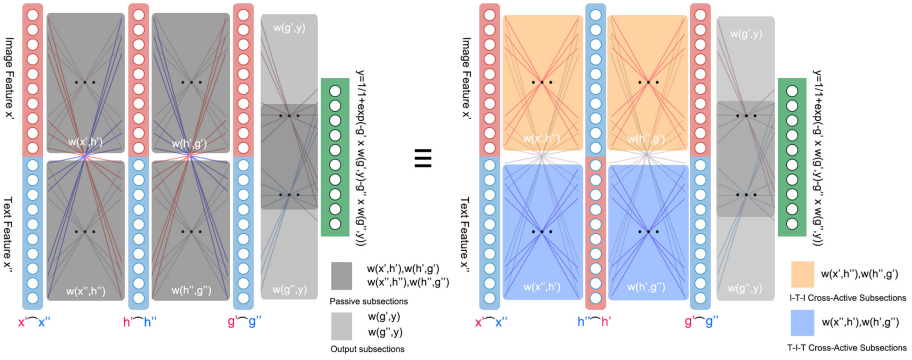 Image Feature x'
Text Feature x''
w(x',h')
w(h',g')
w(g',y)
w(x'',h'')
w(h'',g'')
w(g'',y)
x'⁀x''
h'⁀h''
g'⁀g''
y=1/1+exp(-g' x w(g',y)-g'' x w(g'',y))
w(x',h'),w(h',g')
w(x'',h''),w(h'',g'')
Passive subsections
w(g',y)
w(g'',y)
Output subsections
≡
Image Feature x'
Text Feature x''
w(x',h'')
w(h'',g')
w(g',y)
w(x'',h')
w(h',g'')
w(g'',y)
x'⁀x''
h''⁀h'
g'⁀g''
y=1/1+exp(-g' x w(g',y)-g'' x w(g'',y))
w(x',h''),w(h'',g')
I-T-I Cross-Active Subsections
w(x'',h'),w(h',g'')
T-I-T Cross-Active Subsections